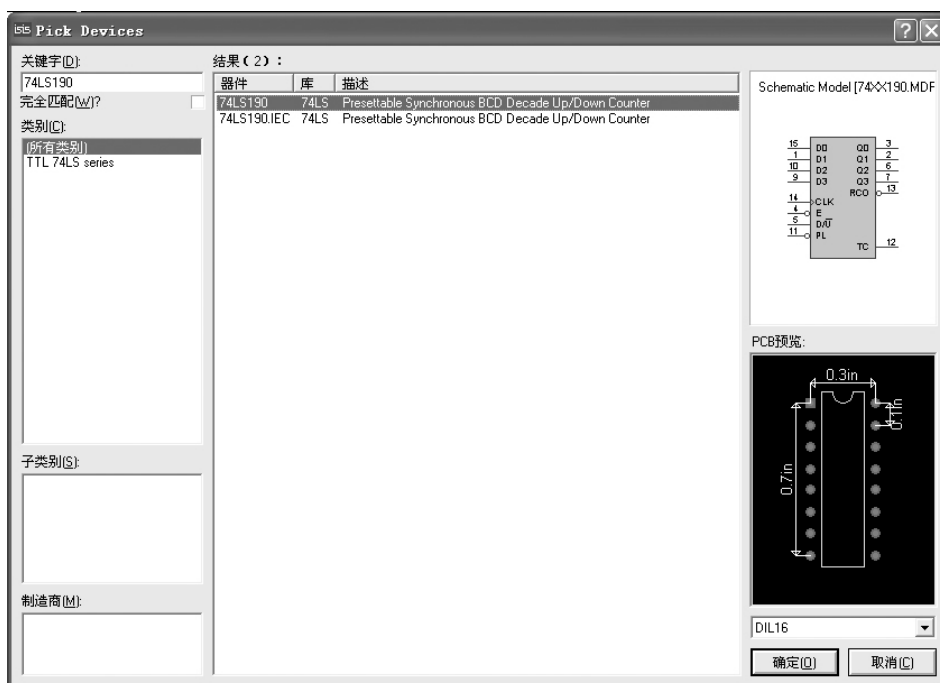 isis Pick Devices
关键字(D):
74LS190
完全匹配(W)?
类别(C):
(所有类别)
TTL 74LS series
子类别(S):
制造商(M):
结果(2):
器件 库 描述
74LS190 74LS Presettable Synchronous BCD Decade Up/Down Counter
74LS190.IEC 74LS Presettable Synchronous BCD Decade Up/Down Counter
Schematic Model [74XX190.MDF
15 D0 Q0 3
1 D1 Q1 2
10 D2 Q2 6
9 D3 Q3 7
RCO 13
14 CLK
4 E
5 D/U
11 PL
TC 12
PCB预览:
0.3in
0.1in
0.7in
DIL16
确定(O) 取消(C)